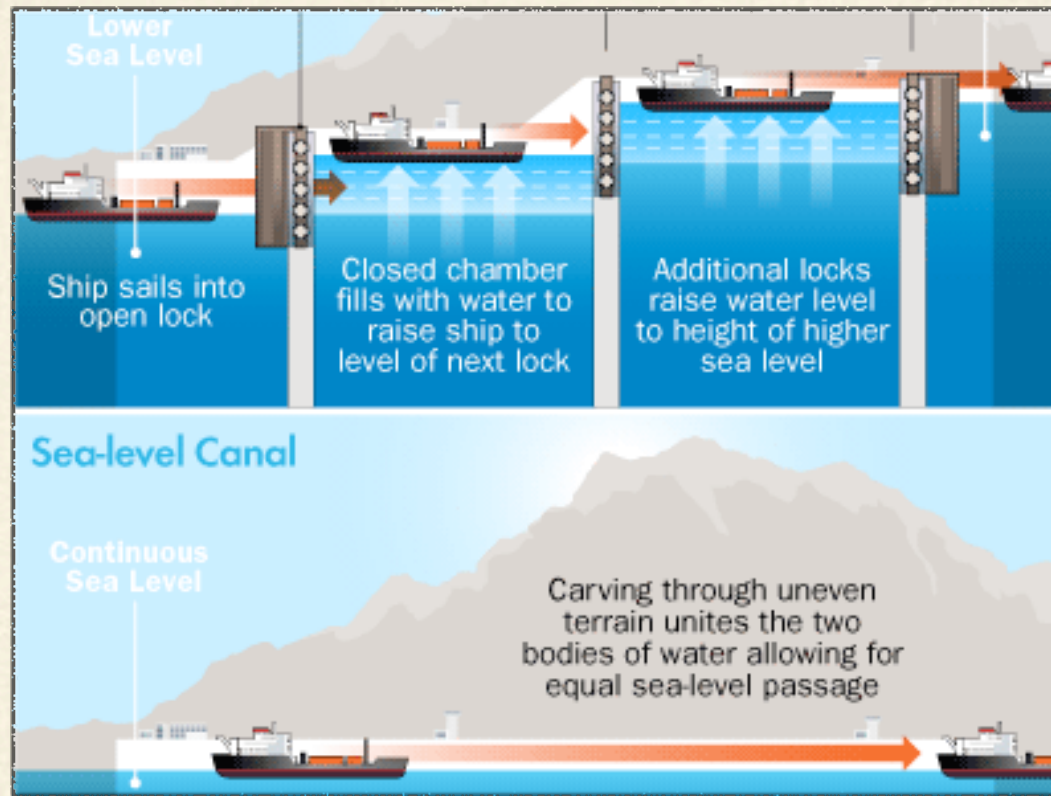 Lower
Sea Level
Ship sails into
open lock
Closed chamber
fills with water to
raise ship to
level of next lock
Additional locks
raise water level
to height of higher
sea level
Sea-level Canal
Continuous
Sea Level
Carving through uneven
terrain unites the two
bodies of water allowing for
equal sea-level passage